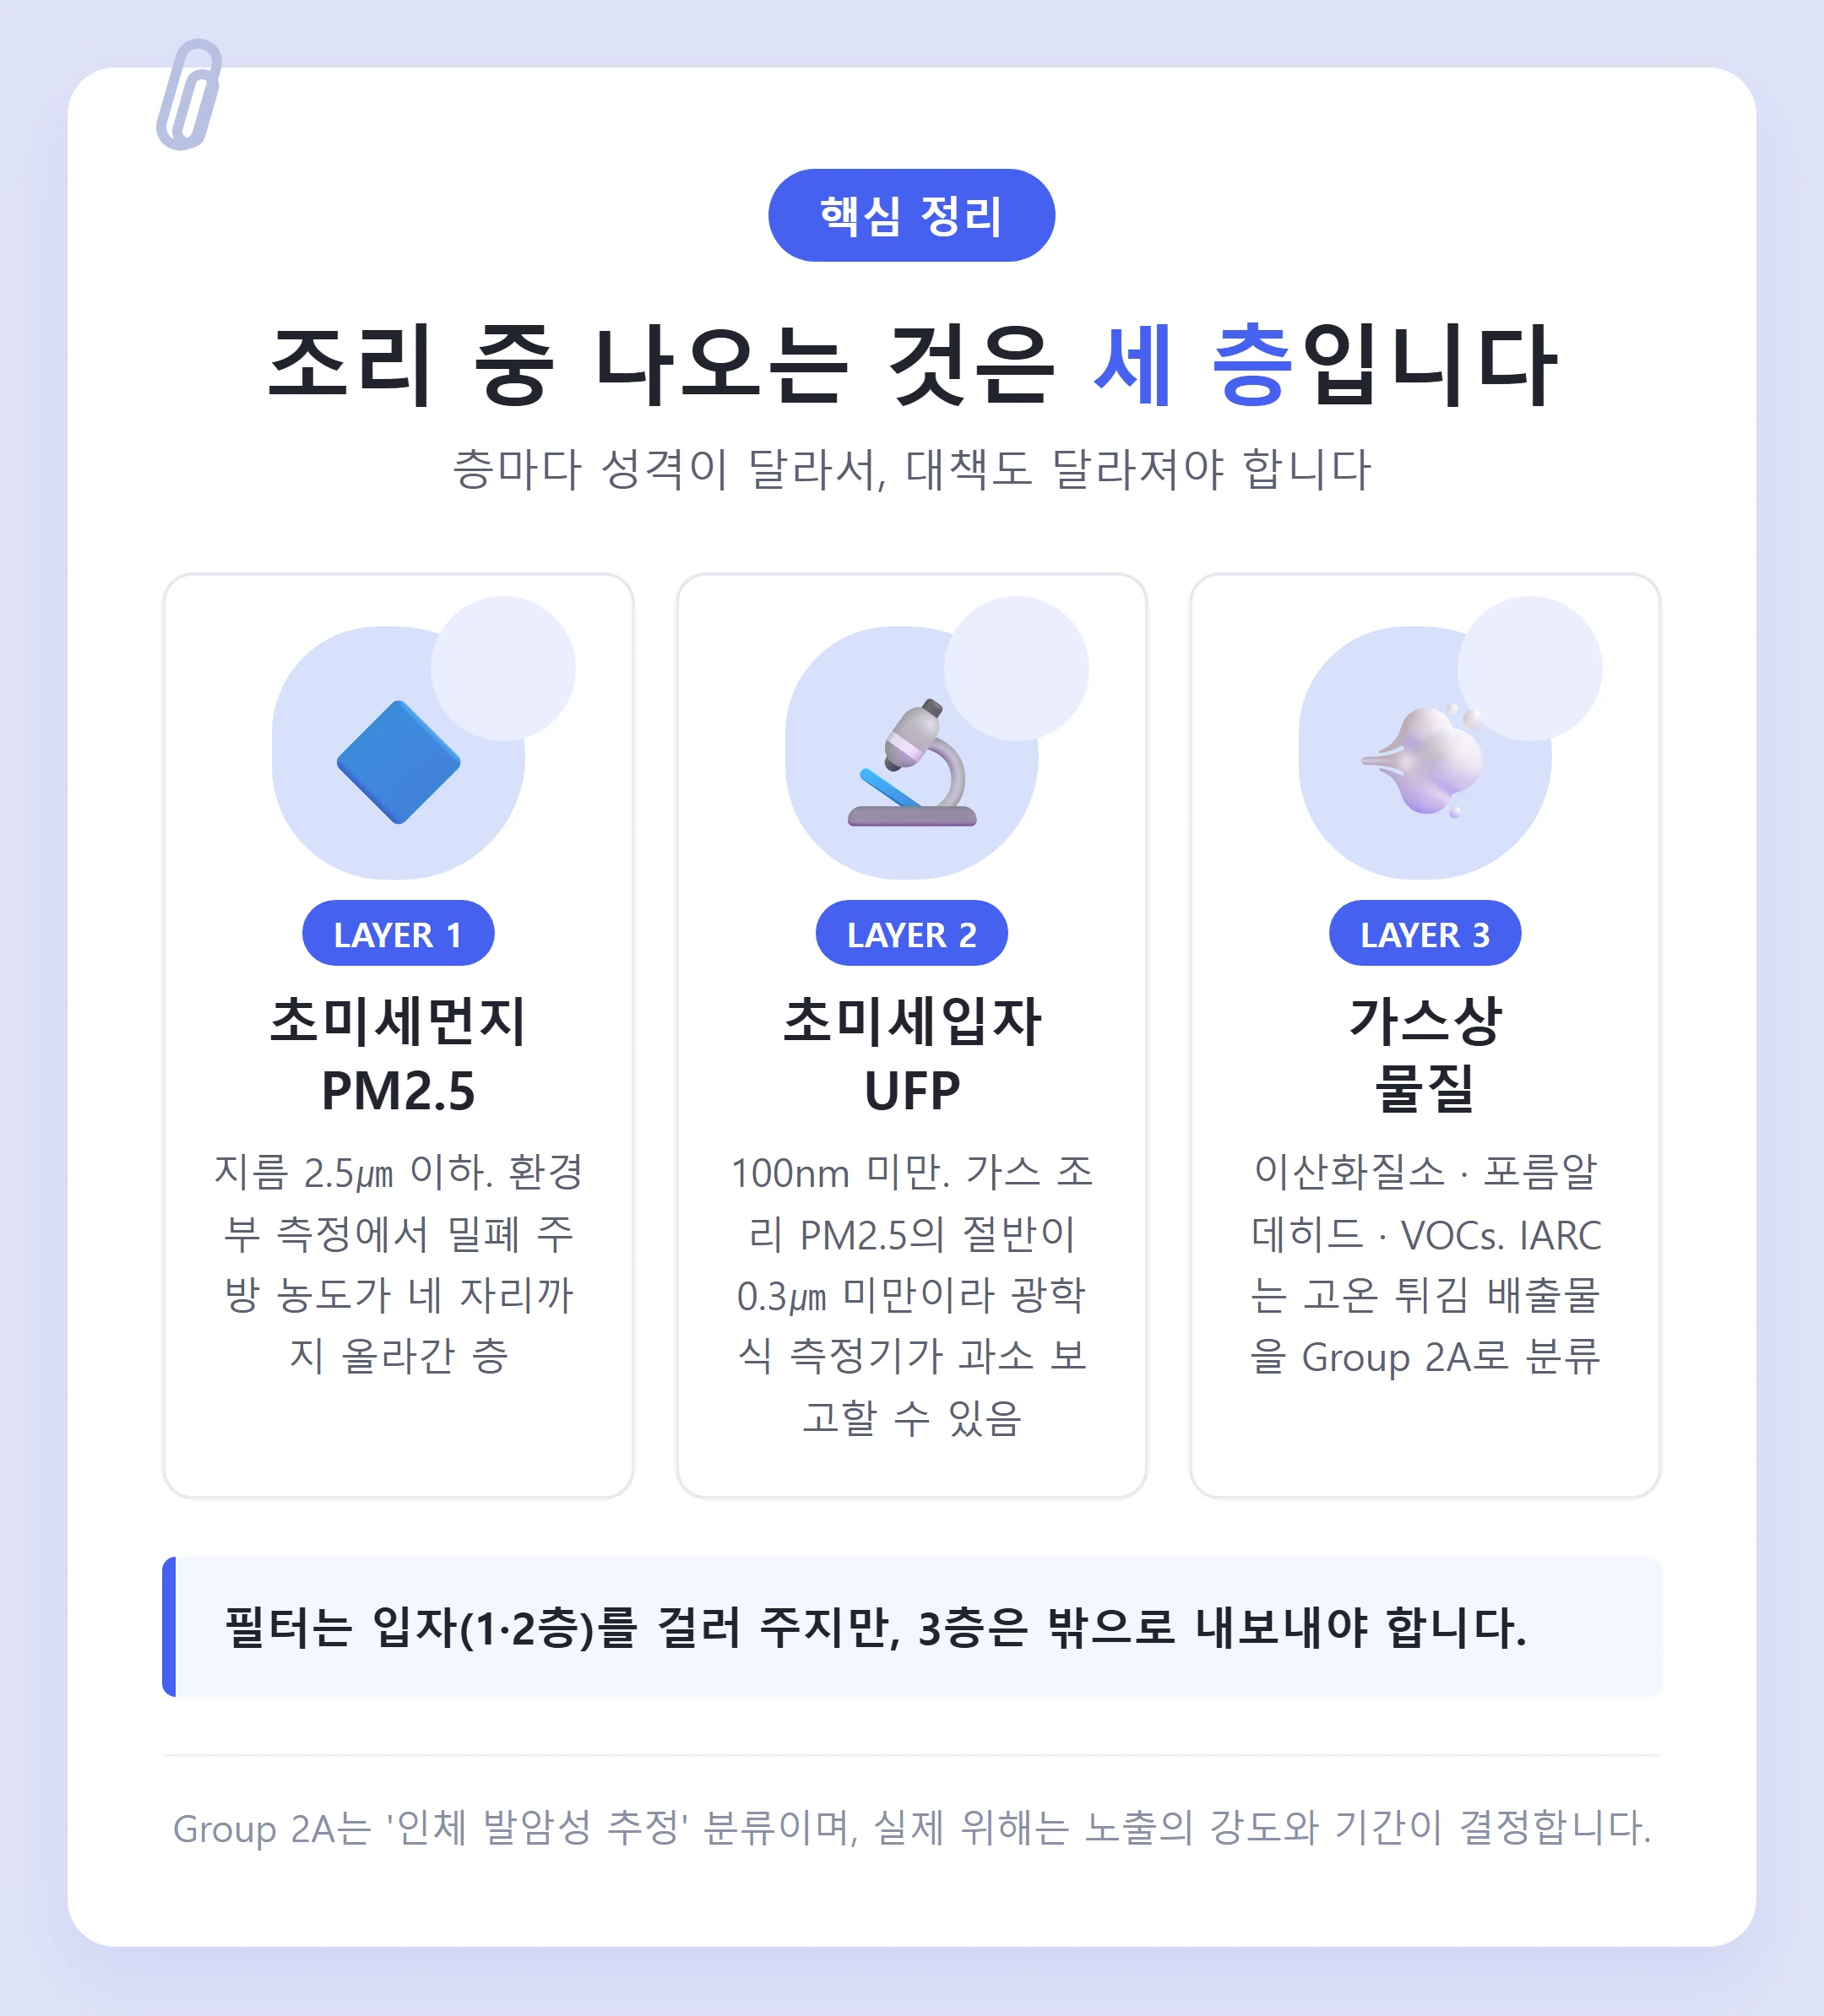 핵심 정리
조리 중 나오는 것은 세 층입니다
층마다 성격이 달라서, 대책도 달라져야 합니다
LAYER 1
초미세먼지
PM2.5
지름 2.5㎛ 이하. 환경
부 측정에서 밀폐 주
방 농도가 네 자리까
지 올라간 층
LAYER 2
초미세입자
UFP
100nm 미만. 가스 조
리 PM2.5의 절반이
0.3㎛ 미만이라 광학
식 측정기가 과소 보
고할 수 있음
LAYER 3
가스상
물질
이산화질소 · 포름알
데히드 · VOCs. IARC
는 고온 튀김 배출물
을 Group 2A로 분류
필터는 입자(1·2층)를 걸러 주지만, 3층은 밖으로 내보내야 합니다.
Group 2A는 '인체 발암성 추정' 분류이며, 실제 위해는 노출의 강도와 기간이 결정합니다.